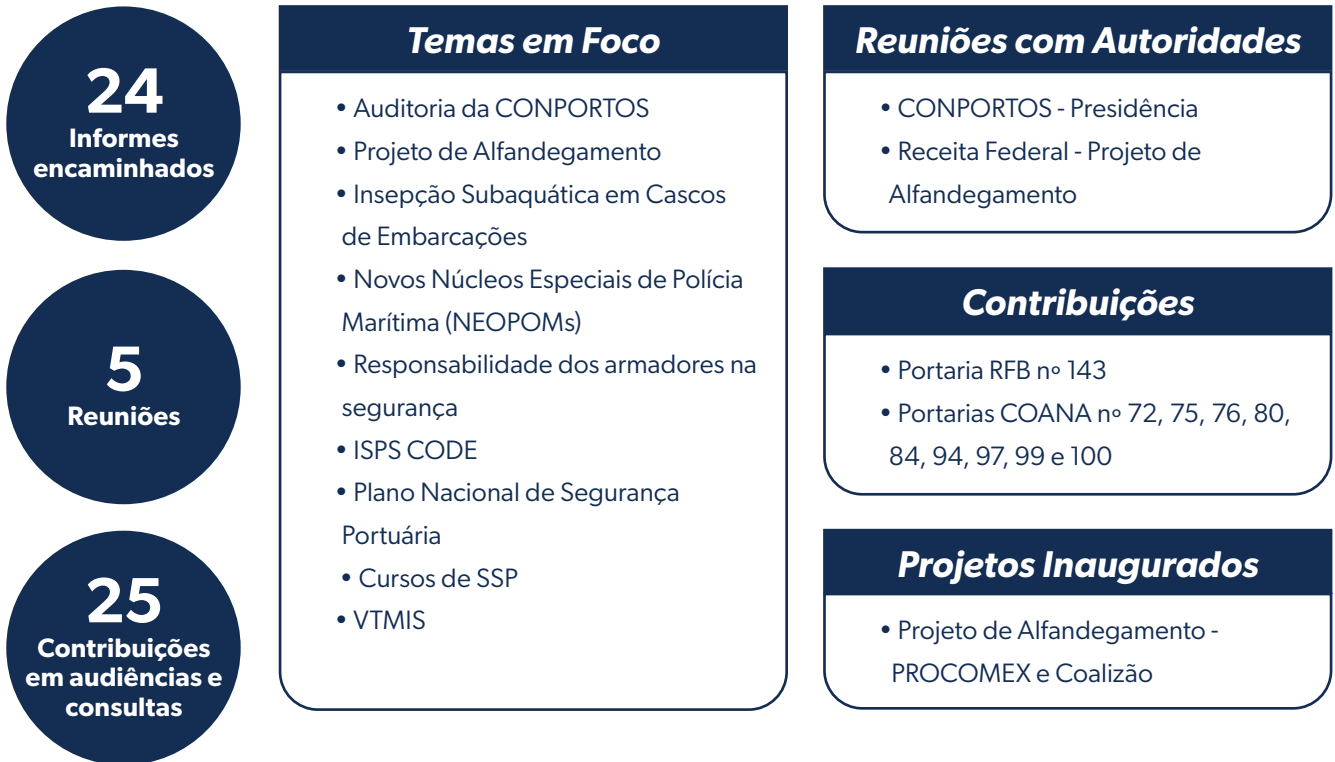 24
Informes
encaminhados
5
Reuniões
25
Contribuições
em audiências e
consultas
Temas em Foco
• Auditoria da CONPORTOS
• Projeto de Alfandegamento
• Insepção Subaquática em Cascos
de Embarcações
• Novos Núcleos Especiais de Polícia
Marítima (NEOPOMs)
• Responsabilidade dos armadores na
segurança
• ISPS CODE
• Plano Nacional de Segurança
Portuária
• Cursos de SSP
• VTMIS
Reuniões com Autoridades
• CONPORTOS - Presidência
• Receita Federal - Projeto de
Alfandegamento
Contribuições
• Portaria RFB nº 143
• Portarias COANA nº 72, 75, 76, 80,
84, 94, 97, 99 e 100
Projetos Inaugurados
• Projeto de Alfandegamento -
PROCOMEX e Coalizão